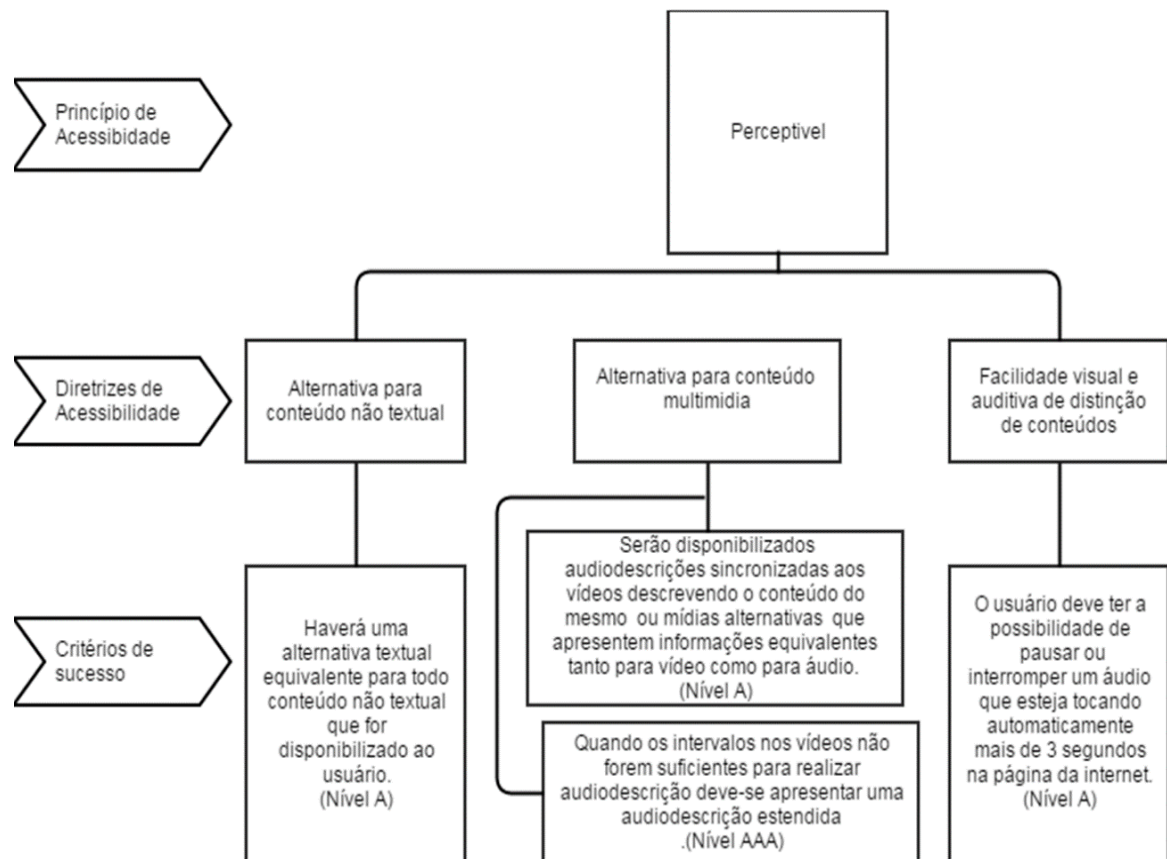 Princípio de
Acessibidade
Perceptivel
Diretrizes de
Acessibilidade
Alternativa para
conteúdo não textual
Alternativa para conteúdo
multimidia
Facilidade visual e
auditiva de distinção
de conteúdos
Critérios de
sucesso
Haverá uma
alternativa textual
equivalente para todo
conteúdo não textual
que for
disponibilizado ao
usuário.
(Nível A)
Serão disponibilizados
audiodescrições sincronizadas aos
vídeos descrevendo o conteúdo do
mesmo ou mídias alternativas que
apresentem informações equivalentes
tanto para vídeo como para áudio.
(Nível A)
Quando os intervalos nos vídeos não
forem suficientes para realizar
audiodescrição deve-se apresentar uma
audiodescrição estendida
.(Nível AAA)
O usuário deve ter a
possibilidade de
pausar ou
interromper um áudio
que esteja tocando
automaticamente
mais de 3 segundos
na página da internet.
(Nível A)